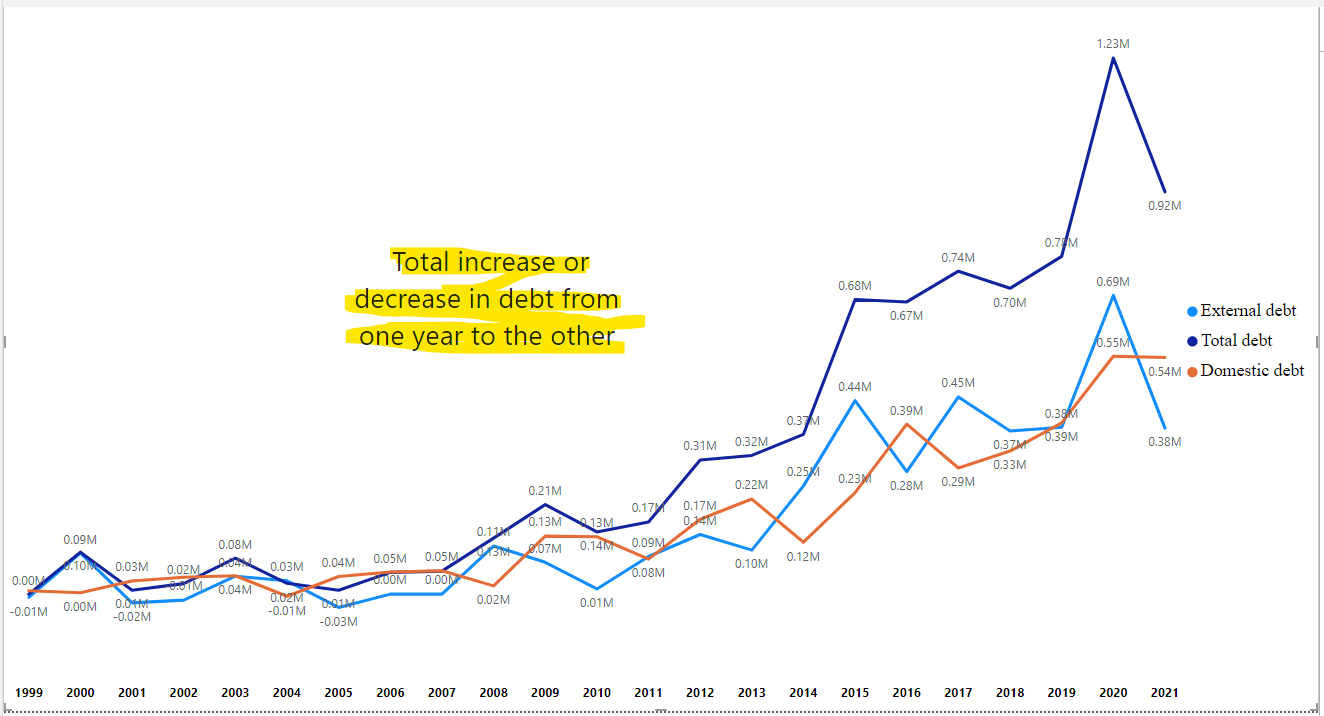 1.23M
0.92M
0.78M
0.74M
0.69M
0.68M
0.70M
0.67M
Total increase or
decrease in debt from
one year to the other
External debt
Total debt
Domestic debt
0.55M
0.54M
0.45M
0.44M
0.39M
0.38M
0.39M
0.38M
0.37M
0.37M
0.33M
0.32M
0.31M
0.29M
0.28M
0.25M
0.23M
0.22M
0.21M
0.17M
0.17M
0.14M
0.13M
0.13M
0.14M
0.12M
0.11M
0.13M
0.10M
0.09M
0.10M
0.09M
0.08M
0.08M
0.07M
0.05M
0.05M
0.04M
0.04M
0.04M
0.03M
0.03M
0.02M
0.02M
0.02M
0.01M
0.01M
0.01M
0.01M
0.00M
0.00M
0.00M
0.00M
-0.01M
-0.01M
-0.02M
-0.03M
1999 2000 2001 2002 2003 2004 2005 2006 2007 2008 2009 2010 2011 2012 2013 2014 2015 2016 2017 2018 2019 2020 2021